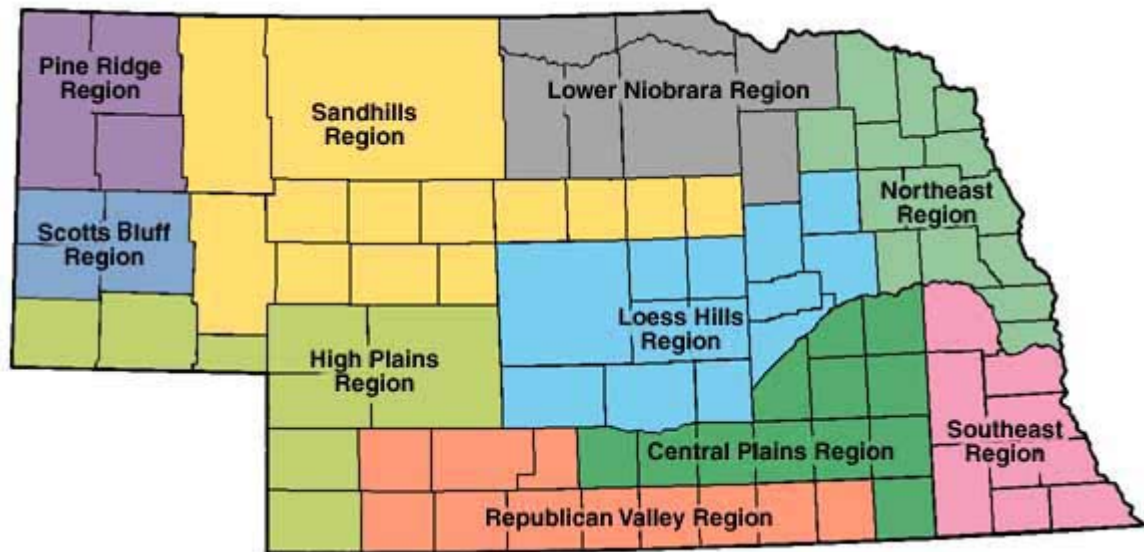 Pine Ridge
Region
Sandhills
Region
Lower Niobrara Region
Scotts Bluff
Region
Northeast
Region
Loess Hills
Region
High Plains
Region
Central Plains Region
Southeast
Region
Republican Valley Region